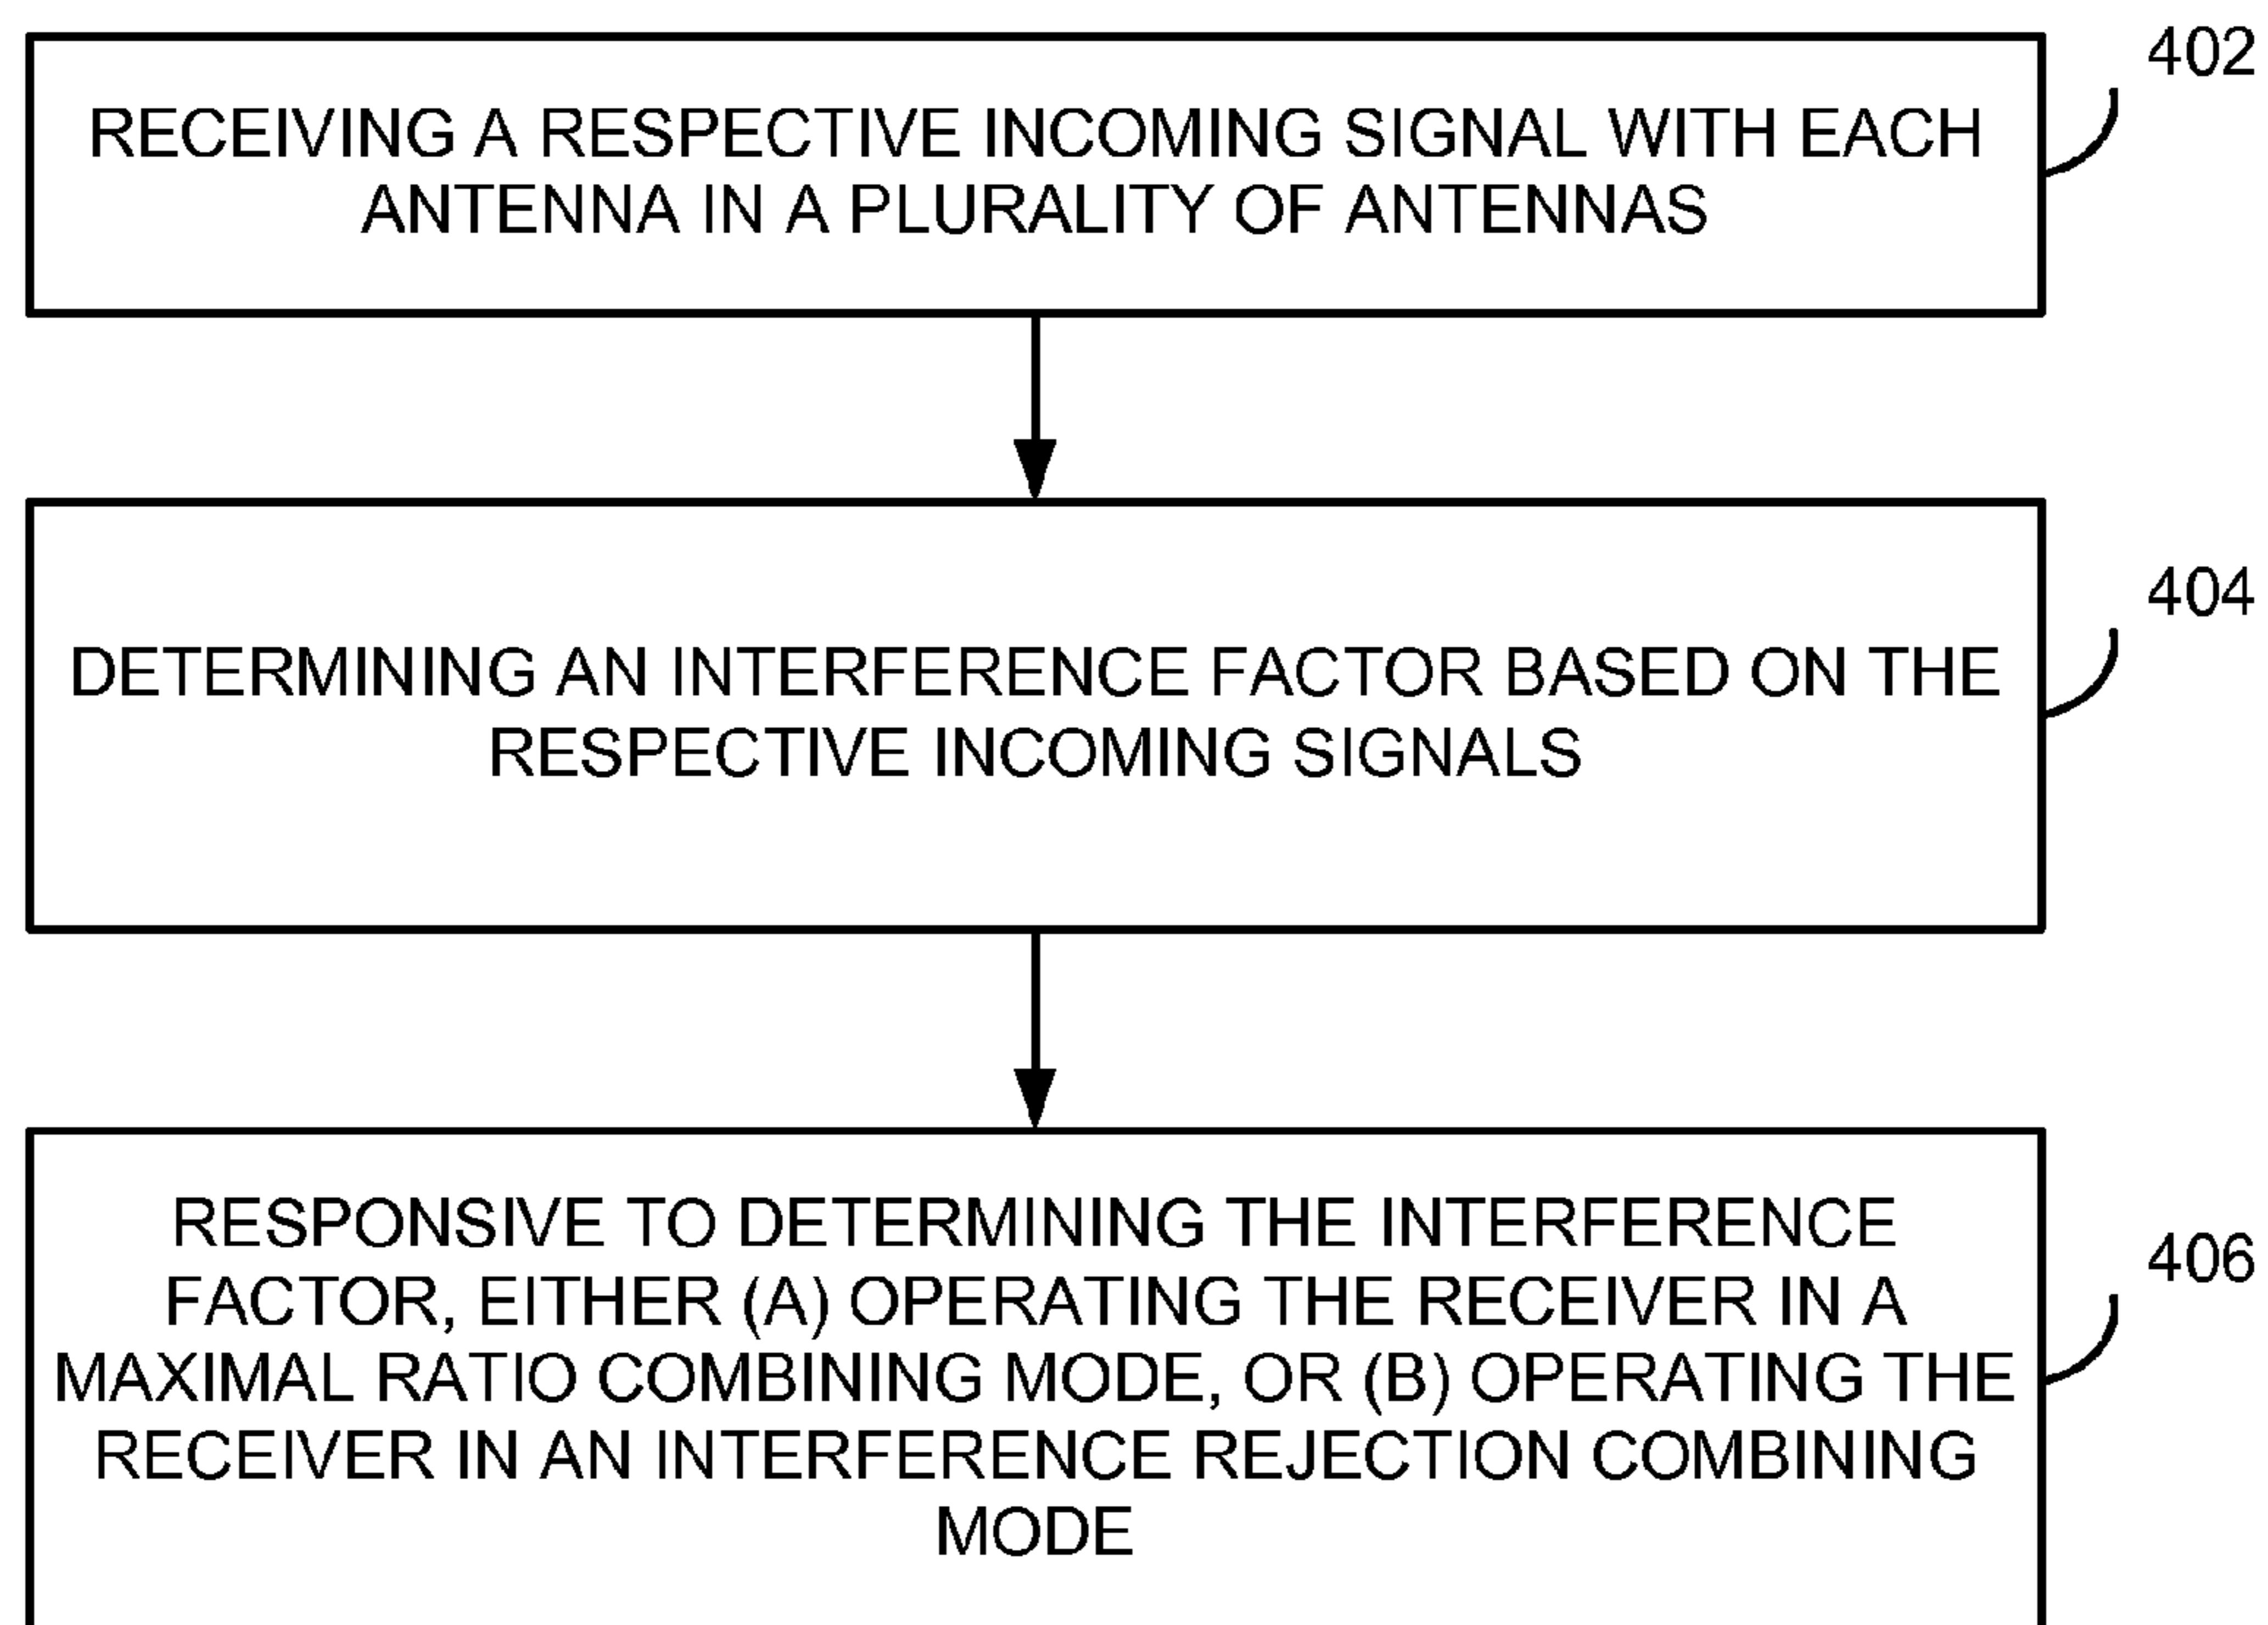 402
RECEIVING A RESPECTIVE INCOMING SIGNAL WITH EACH
ANTENNA IN A PLURALITY OF ANTENNAS
404
DETERMINING AN INTERFERENCE FACTOR BASED ON THE
RESPECTIVE INCOMING SIGNALS
406
RESPONSIVE TO DETERMINING THE INTERFERENCE
FACTOR, EITHER (A) OPERATING THE RECEIVER IN A
MAXIMAL RATIO COMBINING MODE, OR (B) OPERATING THE
RECEIVER IN AN INTERFERENCE REJECTION COMBINING
MODE